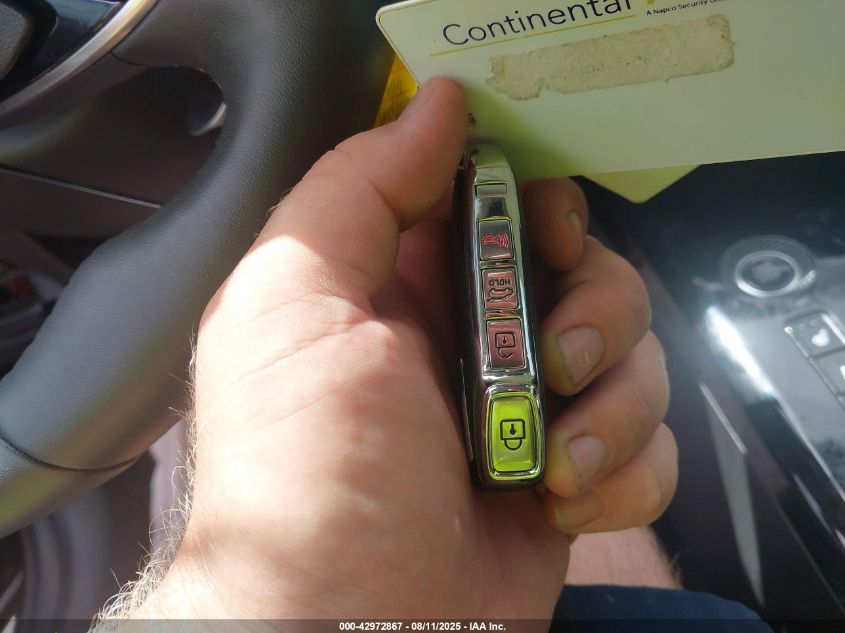 Continental
A Napco Security
HOLD
000-42972867 - 08/11/2025 - IAA Inc.